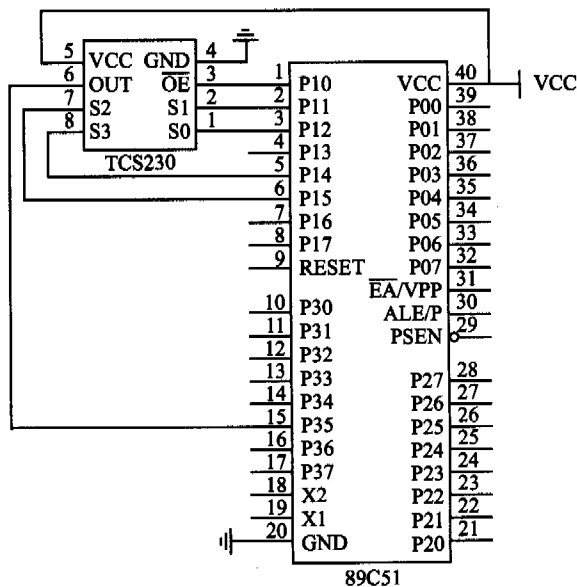 5 VCC GND 4
6 OUT OE 3
7 S2 S1 2
8 S3 S0 1
TCS230
1 P10 VCC 40 VCC
2 P11 P00 39
3 P12 P01 38
4 P13 P02 37
5 P14 P03 36
6 P15 P04 35
7 P16 P05 34
8 P17 P06 33
9 RESET P07 32
EA/VPP 31
10 P30 ALE/P 30
11 P31 PSEN 29
12 P32
13 P33 P27 28
14 P34 P26 27
15 P35 P25 26
16 P36 P24 25
17 P37 P23 24
18 X2 P22 23
19 X1 P21 22
20 GND P20 21
89C51